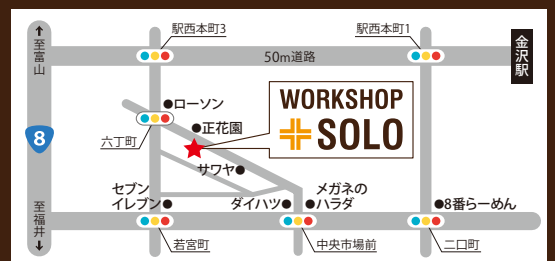 駅西本町3
駅西本町1
↑至富山
50m道路
金沢駅
ローソン
正花園
WORKSHOP
SOLO
8
六丁町
サワヤ
セブン
イレブン
ダイハツ
メガネの
ハラダ
8番らーめん
至福井↓
若宮町
中央市場前
二口町